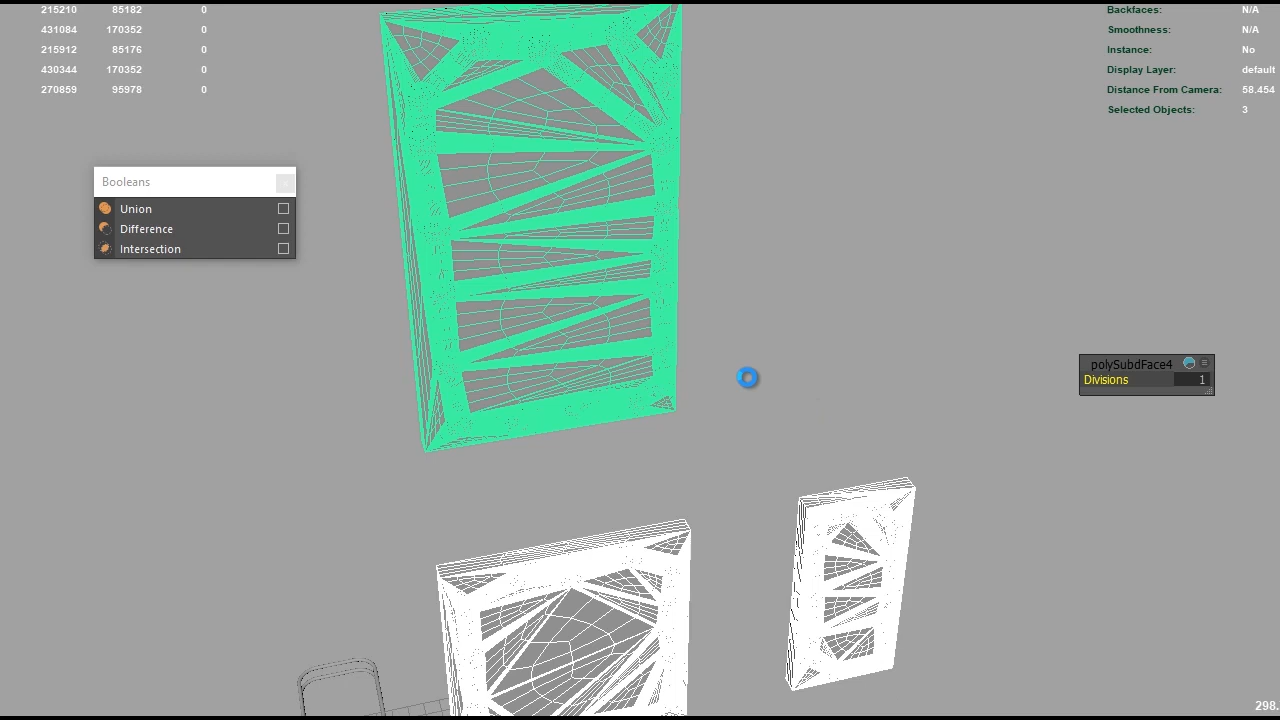 215210 85182 0
431084 170352 0
215912 85176 0
430344 170352 0
270859 95978 0
Backfaces: N/A
Smoothness: N/A
Instance: No
Display Layer: default
Distance From Camera: 58.454
Selected Objects: 3
Booleans
Union
Difference
Intersection
polySubdFace4
Divisions 1
298.